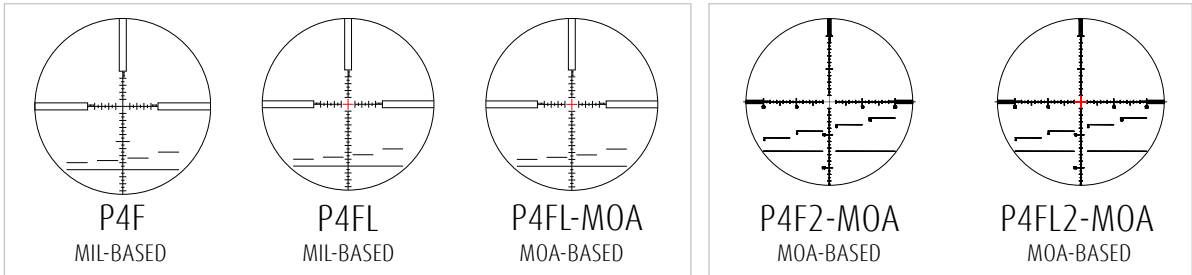 P4F
MIL-BASED
P4FL
MIL-BASED
P4FL-MOA
MOA-BASED
P4F2-MOA
MOA-BASED
P4FL2-MOA
MOA-BASED